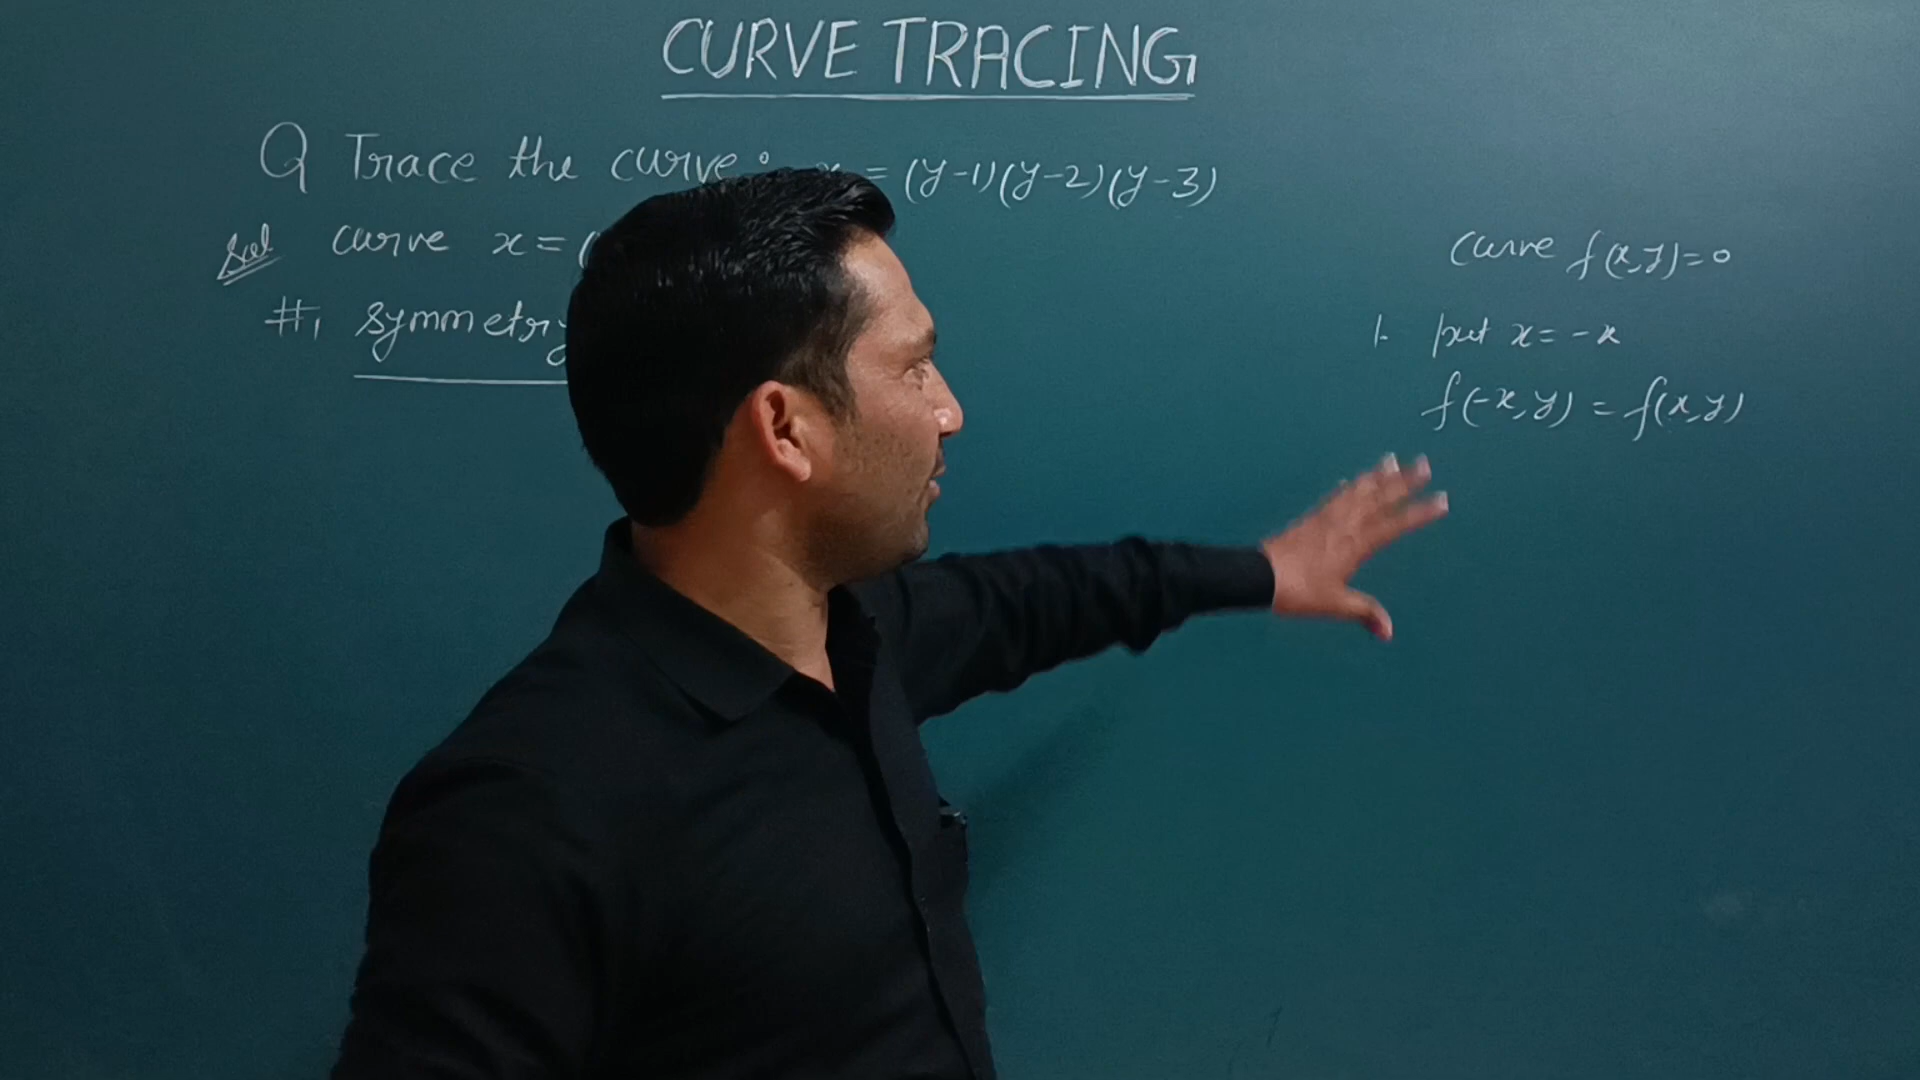 CURVE TRACING
Q Trace the curve : x = (y-1)(y-2)(y-3)
Sol curve x = (
#1 symmetry
curve f(x,y)=0
1. put x = -x
f(-x,y) = f(x,y)